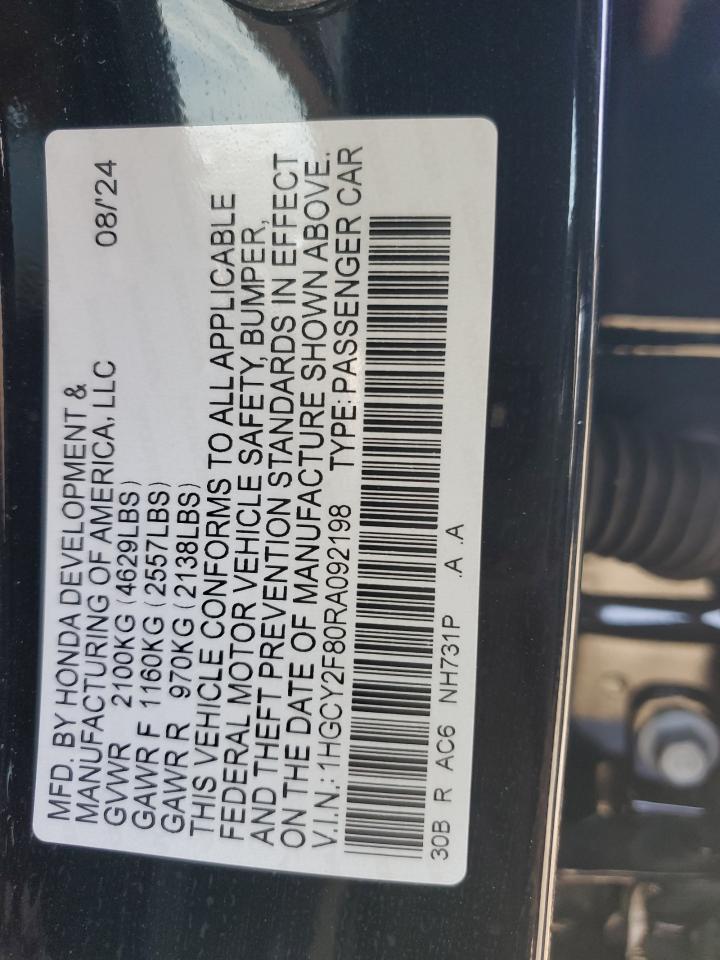 MFD. BY HONDA DEVELOPMENT &
MANUFACTURING OF AMERICA, LLC 08/'24
GVWR 2100KG (4629LBS)
GAWR F 1160KG (2557LBS)
GAWR R 970KG (2138LBS)
THIS VEHICLE CONFORMS TO ALL APPLICABLE
FEDERAL MOTOR VEHICLE SAFETY, BUMPER,
AND THEFT PREVENTION STANDARDS IN EFFECT
ON THE DATE OF MANUFACTURE SHOWN ABOVE.
V.I.N.: 1HGCY2F80RA092198 TYPE: PASSENGER CAR
30B R AC6 NH731P .A .A